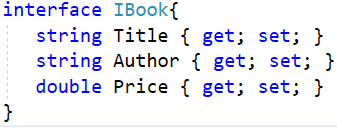 interface IBook{
string Title { get; set; }
string Author { get; set; }
double Price { get; set; }
}